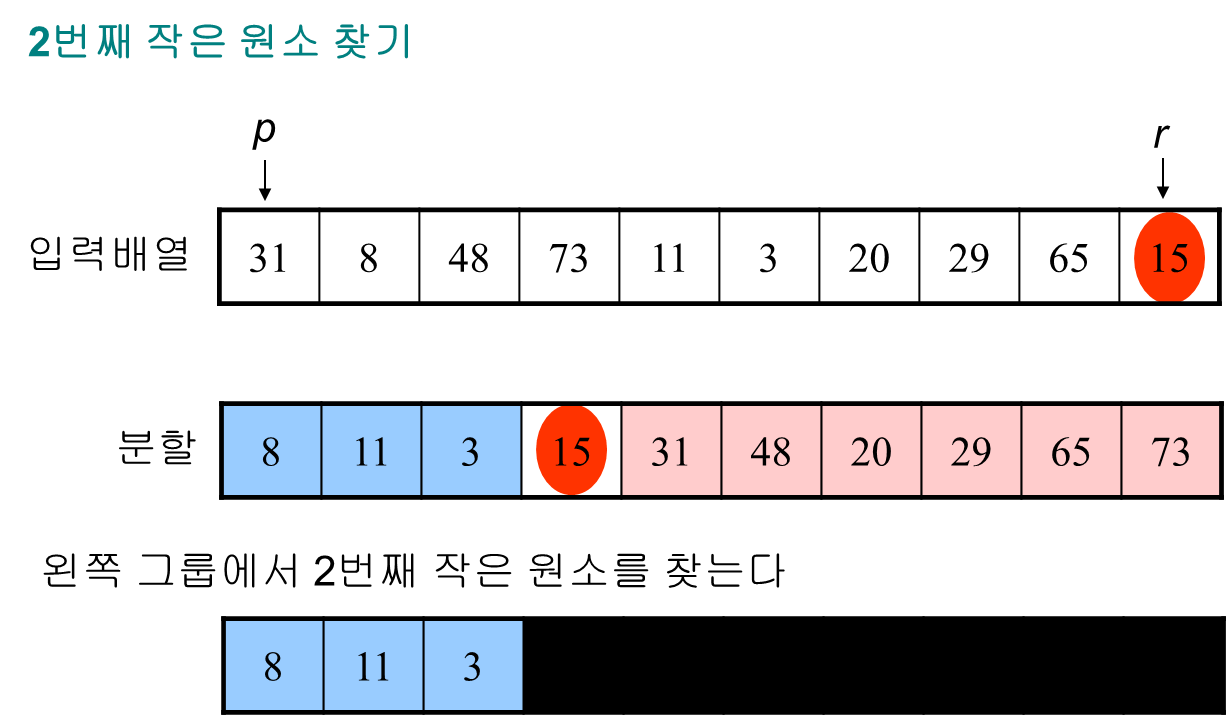 2번째 작은 원소 찾기
p r
입력배열 31 8 48 73 11 3 20 29 65 15
분할 8 11 3 15 31 48 20 29 65 73
왼쪽 그룹에서 2번째 작은 원소를 찾는다
8 11 3